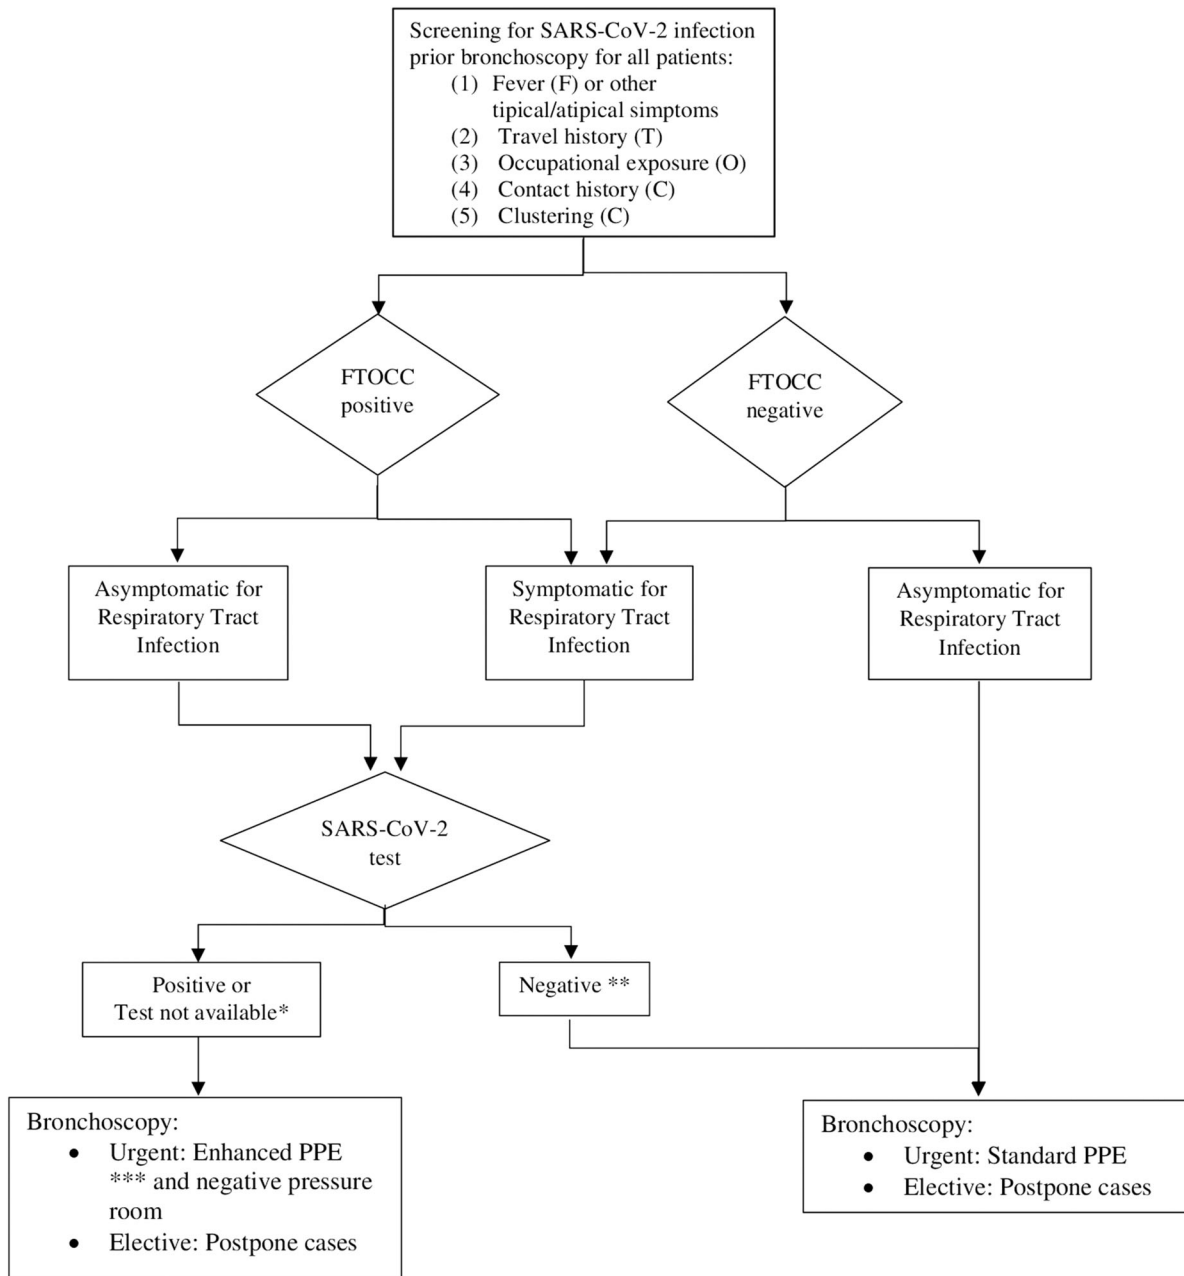 Screening for SARS-CoV-2 infection
prior bronchoscopy for all patients:
(1) Fever (F) or other
tipical/atipical simptoms
(2) Travel history (T)
(3) Occupational exposure (O)
(4) Contact history (C)
(5) Clustering (C)
FTOCC
positive
FTOCC
negative
Asymptomatic for
Respiratory Tract
Infection
Symptomatic for
Respiratory Tract
Infection
Asymptomatic for
Respiratory Tract
Infection
SARS-CoV-2
test
Positive or
Test not available*
Negative **
Bronchoscopy:
• Urgent: Enhanced PPE
*** and negative pressure
room
• Elective: Postpone cases
Bronchoscopy:
• Urgent: Standard PPE
• Elective: Postpone cases